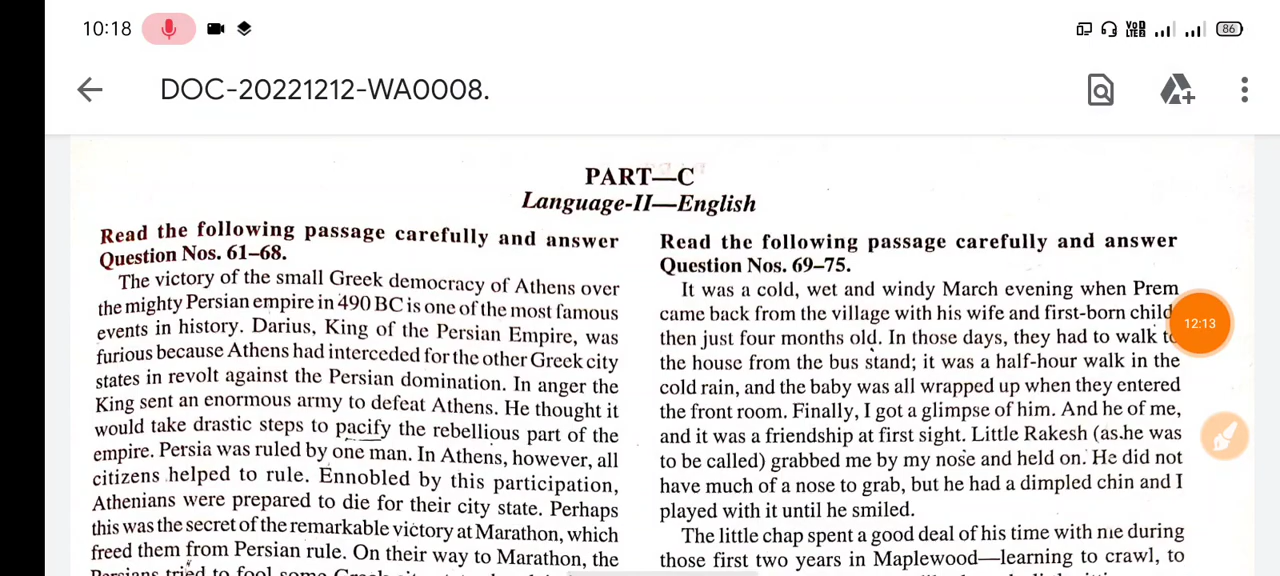 10:18
Vo
LTE
86
DOC-20221212-WA0008.
PART—C
Language-II—English
Read the following passage carefully and answer
Question Nos. 61–68.
The victory of the small Greek democracy of Athens over
the mighty Persian empire in 490 BC is one of the most famous
events in history. Darius, King of the Persian Empire, was
furious because Athens had interceded for the other Greek city
states in revolt against the Persian domination. In anger the
King sent an enormous army to defeat Athens. He thought it
would take drastic steps to pacify the rebellious part of the
empire. Persia was ruled by one man. In Athens, however, all
citizens helped to rule. Ennobled by this participation,
Athenians were prepared to die for their city state. Perhaps
this was the secret of the remarkable victory at Marathon, which
freed them from Persian rule. On their way to Marathon, the
Persians tried to fool some Greek
Read the following passage carefully and answer
Question Nos. 69–75.
It was a cold, wet and windy March evening when Prem
came back from the village with his wife and first-born child
then just four months old. In those days, they had to walk
the house from the bus stand; it was a half-hour walk in the
cold rain, and the baby was all wrapped up when they entered
the front room. Finally, I got a glimpse of him. And he of me,
and it was a friendship at first sight. Little Rakesh (as.he was
to be called) grabbed me by my nose and held on. He did not
have much of a nose to grab, but he had a dimpled chin and I
played with it until he smiled.
The little chap spent a good deal of his time with me during
those first two years in Maplewood—learning to crawl, to
12:13